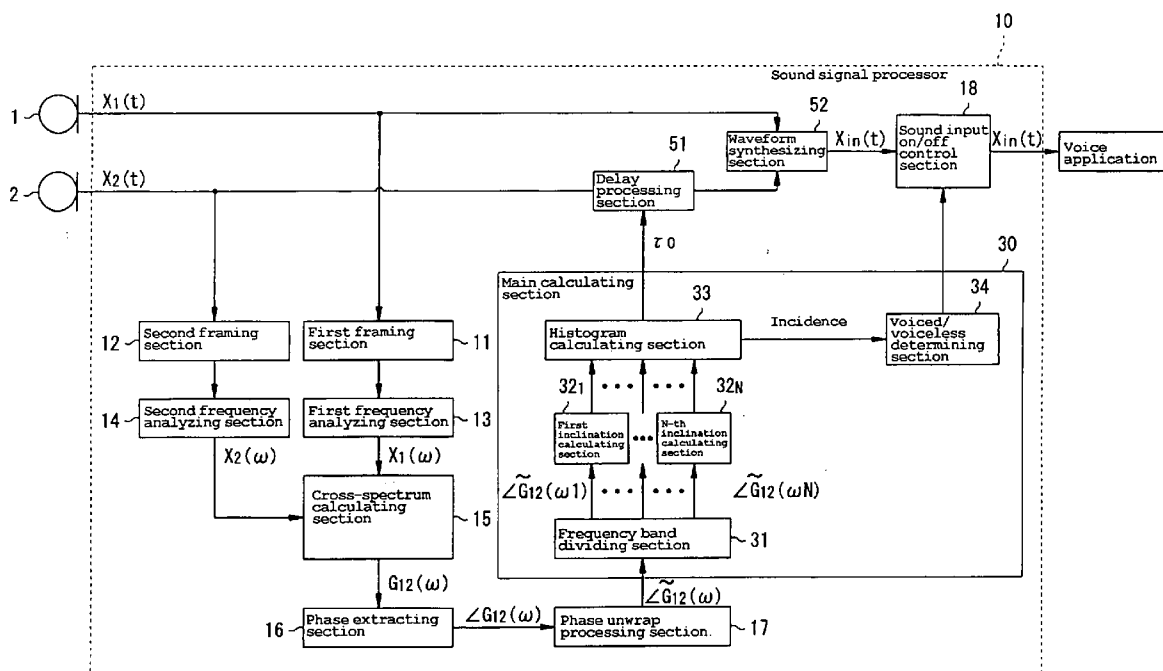 10
Sound signal processor
1
X1(t)
18
52
Sound input
on/off
control
section
Xin(t)
Waveform
synthesizing
section
Xin(t)
Voice
application
51
2
X2(t)
Delay
processing
section
τ0
30
Main calculating
section
33
34
Histogram
calculating section
Incidence
Voiced/
voiceless
determining
section
12
Second framing
section
First framing
section
11
321
32N
14
Second frequency
analyzing section
First frequency
analyzing section
13
First
inclination
calculating
section
N-th
inclination
calculating
section
X2(ω)
X1(ω)
∠G̃12(ω1)
∠G̃12(ωN)
Cross-spectrum
calculating
section
15
Frequency band
dividing section
31
G12(ω)
∠G̃12(ω)
16
Phase extracting
section
∠G12(ω)
Phase unwrap
processing section.
17